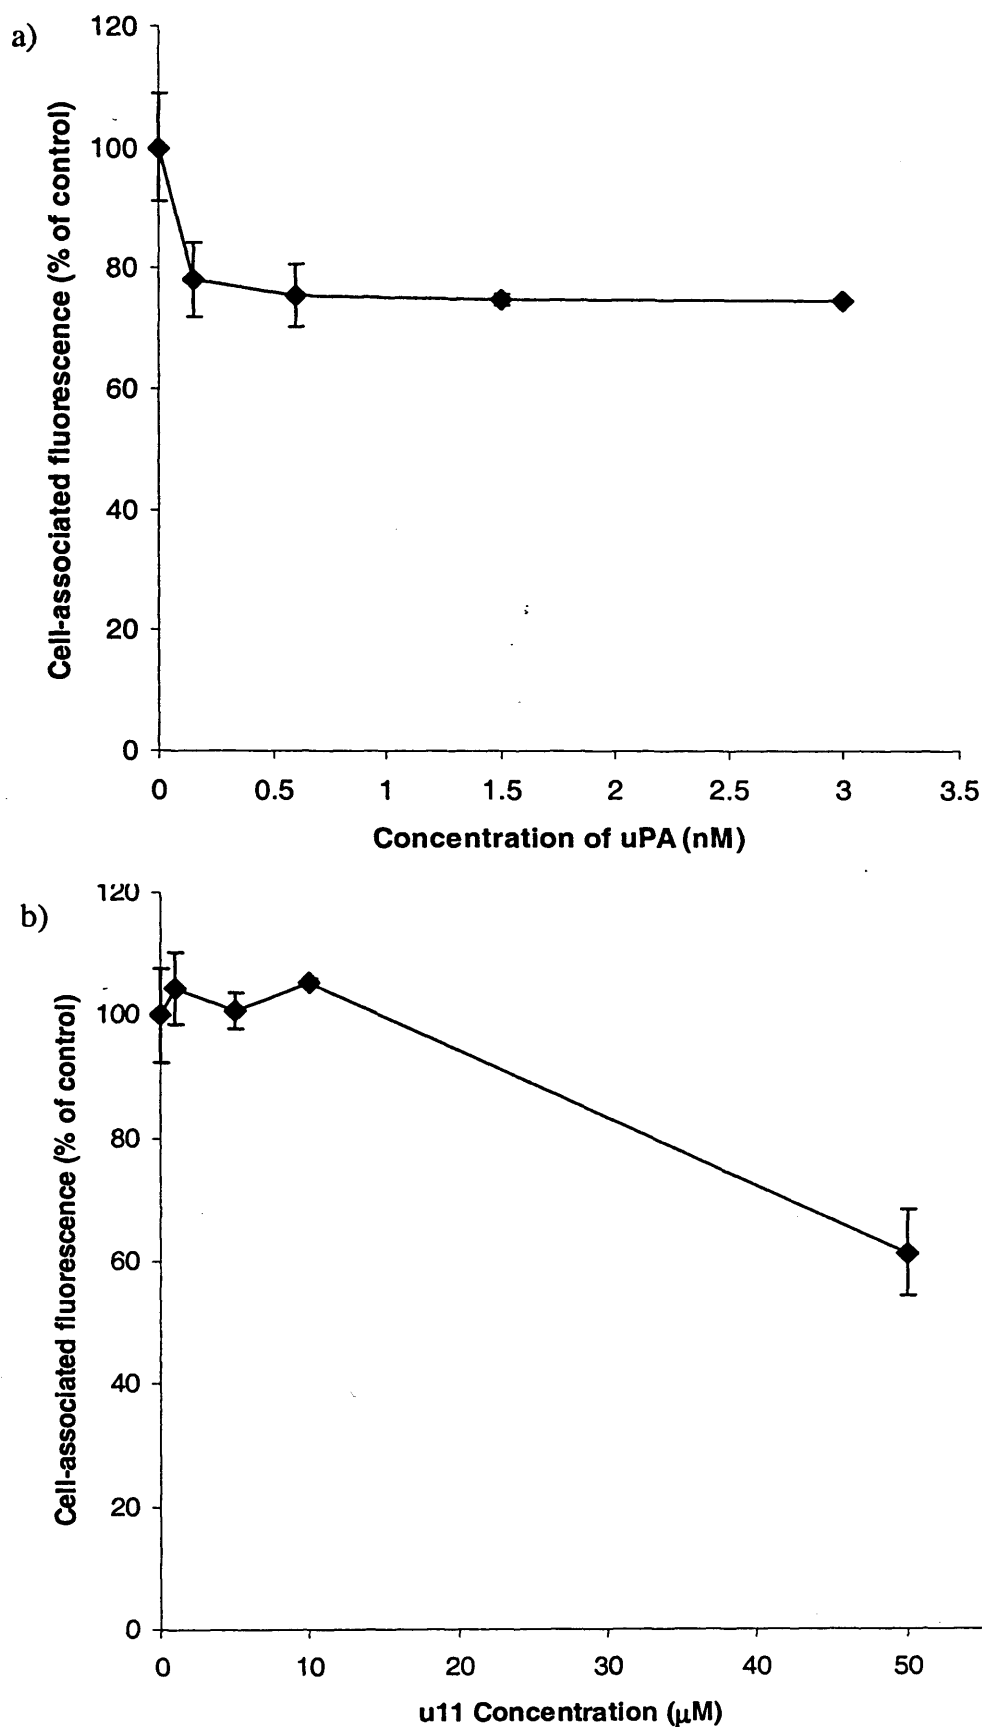 a)
Cell-associated fluorescence (% of control)
120
100
80
60
40
20
0
0 0.5 1 1.5 2 2.5 3 3.5
Concentration of uPA (nM)
b)
Cell-associated fluorescence (% of control)
120
100
80
60
40
20
0
0 10 20 30 40 50
u11 Concentration (μM)